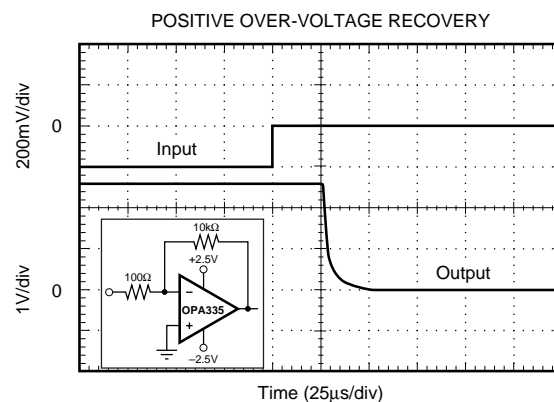 POSITIVE OVER-VOLTAGE RECOVERY
200mV/div
0
Input
10kΩ
+2.5V
100Ω
−
OPA335
+
−2.5V
1V/div
0
Output
Time (25µs/div)